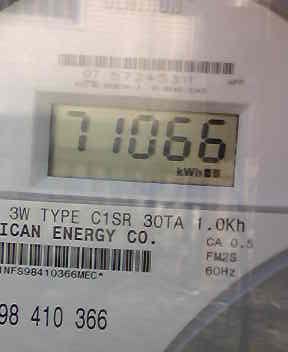 71066
kWh
3W TYPE C1SR 30TA 1.0Kh
ICAN ENERGY CO.
CA 0.5
FM2S
60Hz
1NFS98410366MEC*
98 410 366